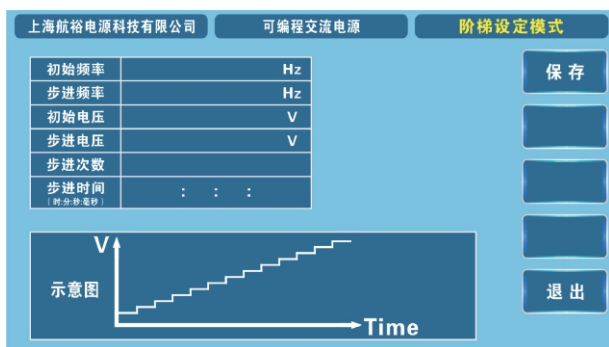 上海航裕电源科技有限公司 可编程交流电源 阶梯设定模式
初始频率 Hz
步进频率 Hz
初始电压 V
步进电压 V
步进次数
步进时间 : : :
(时:分:秒:毫秒)
保存
V
示意图
Time
退出